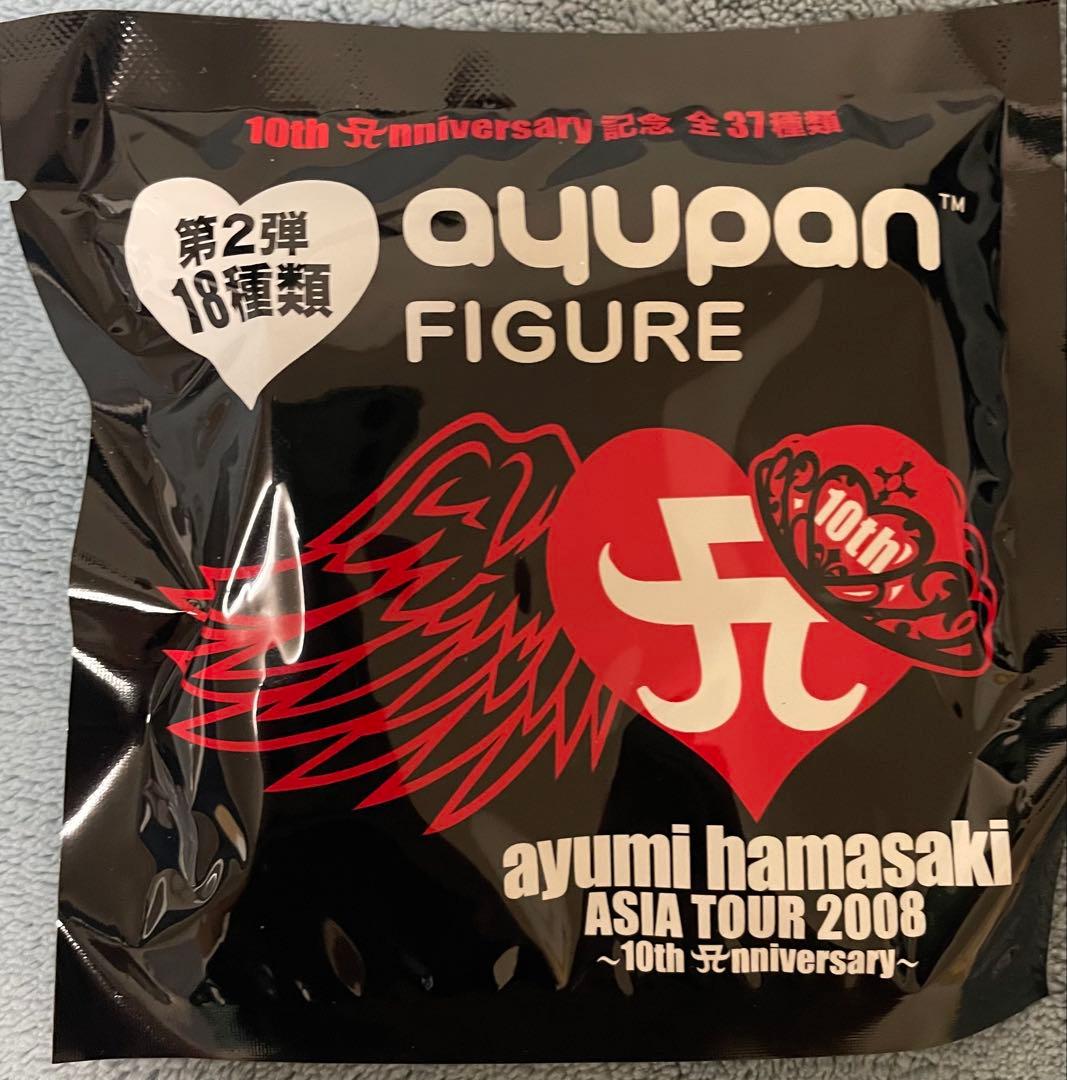 10th Anniversary 記念 全37種類
第2弾
18種類
ayupan™
FIGURE
A
10th
ayumi hamasaki
ASIA TOUR 2008
~10th Anniversary~